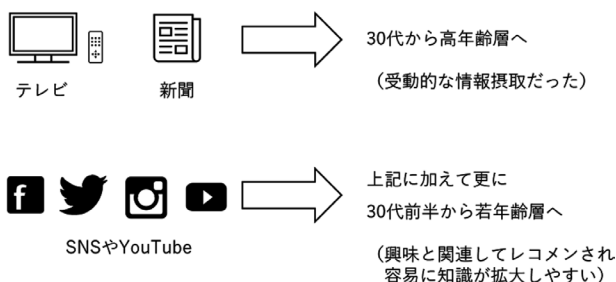 30代から高年齢層へ
（受動的な情報摂取だった）
テレビ
新聞
上記に加えて更に
30代前半から若年齢層へ
SNSやYouTube
（興味と関連してレコメンされ
容易に知識が拡大しやすい）